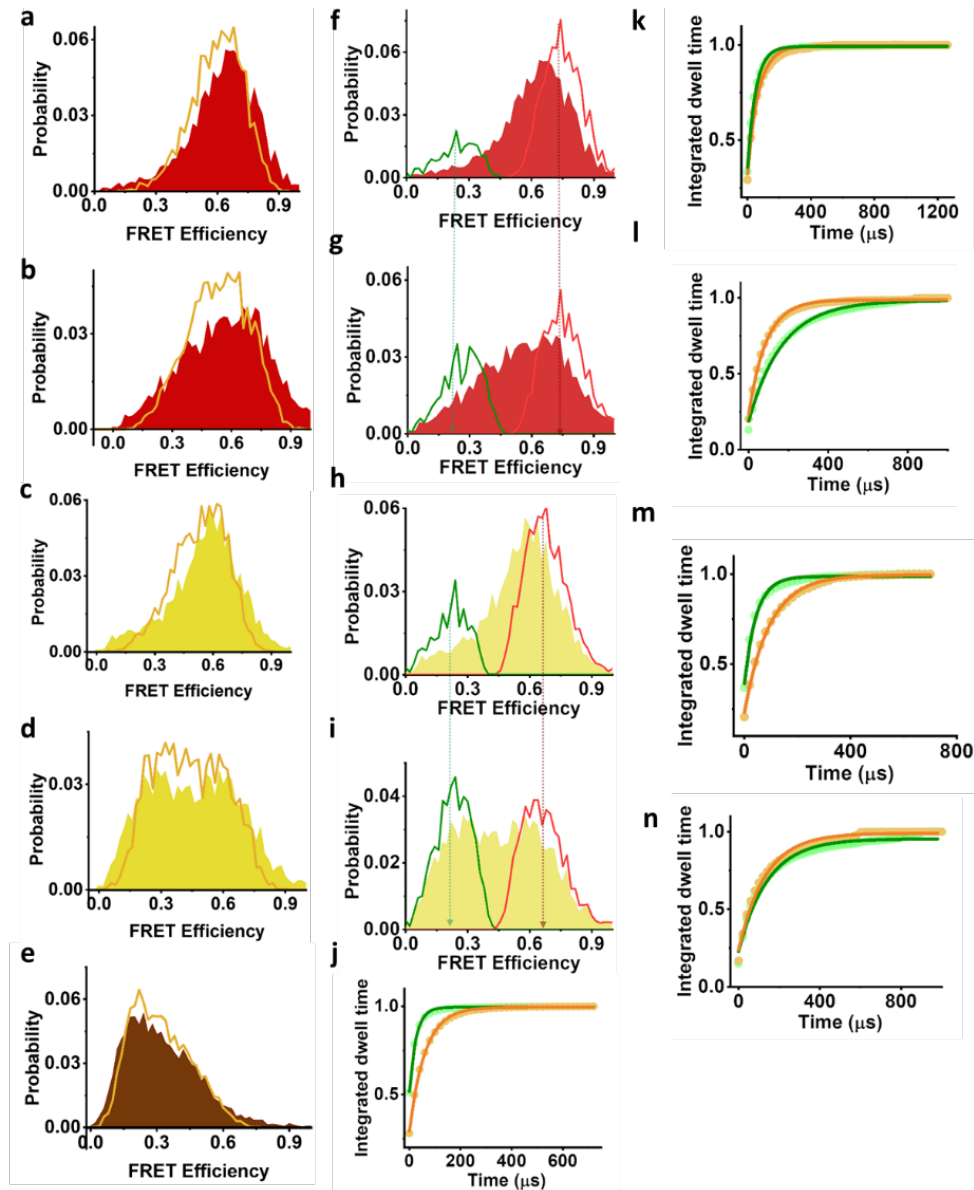 a
Probability
0.06
0.03
0.00
0.0 0.3 0.6 0.9
FRET Efficiency
b
Probability
0.03
0.00
0.0 0.3 0.6 0.9
FRET Efficiency
c
Probability
0.06
0.03
0.00
0.0 0.3 0.6 0.9
FRET Efficiency
d
Probability
0.03
0.00
0.0 0.3 0.6 0.9
FRET Efficiency
e
Probability
0.06
0.03
0.00
0.0 0.3 0.6 0.9
FRET Efficiency
f
Probability
0.06
0.03
0.00
0.0 0.3 0.6 0.9
FRET Efficiency
g
Probability
0.06
0.03
0.00
0.0 0.3 0.6 0.9
FRET Efficiency
h
Probability
0.06
0.03
0.00
0.0 0.3 0.6 0.9
FRET Efficiency
i
Probability
0.04
0.02
0.00
0.0 0.3 0.6 0.9
FRET Efficiency
j
Integrated dwell time
1.0
0.5
0 200 400 600
Time (μs)
k
Integrated dwell time
1.0
0.5
0 400 800 1200
Time (μs)
l
Integrated dwell time
1.0
0.5
0.0
0 400 800
Time (μs)
m
Integrated dwell time
1.0
0.5
0 400 800
Time (μs)
n
Integrated dwell time
1.0
0.5
0.0
0 400 800
Time (μs)